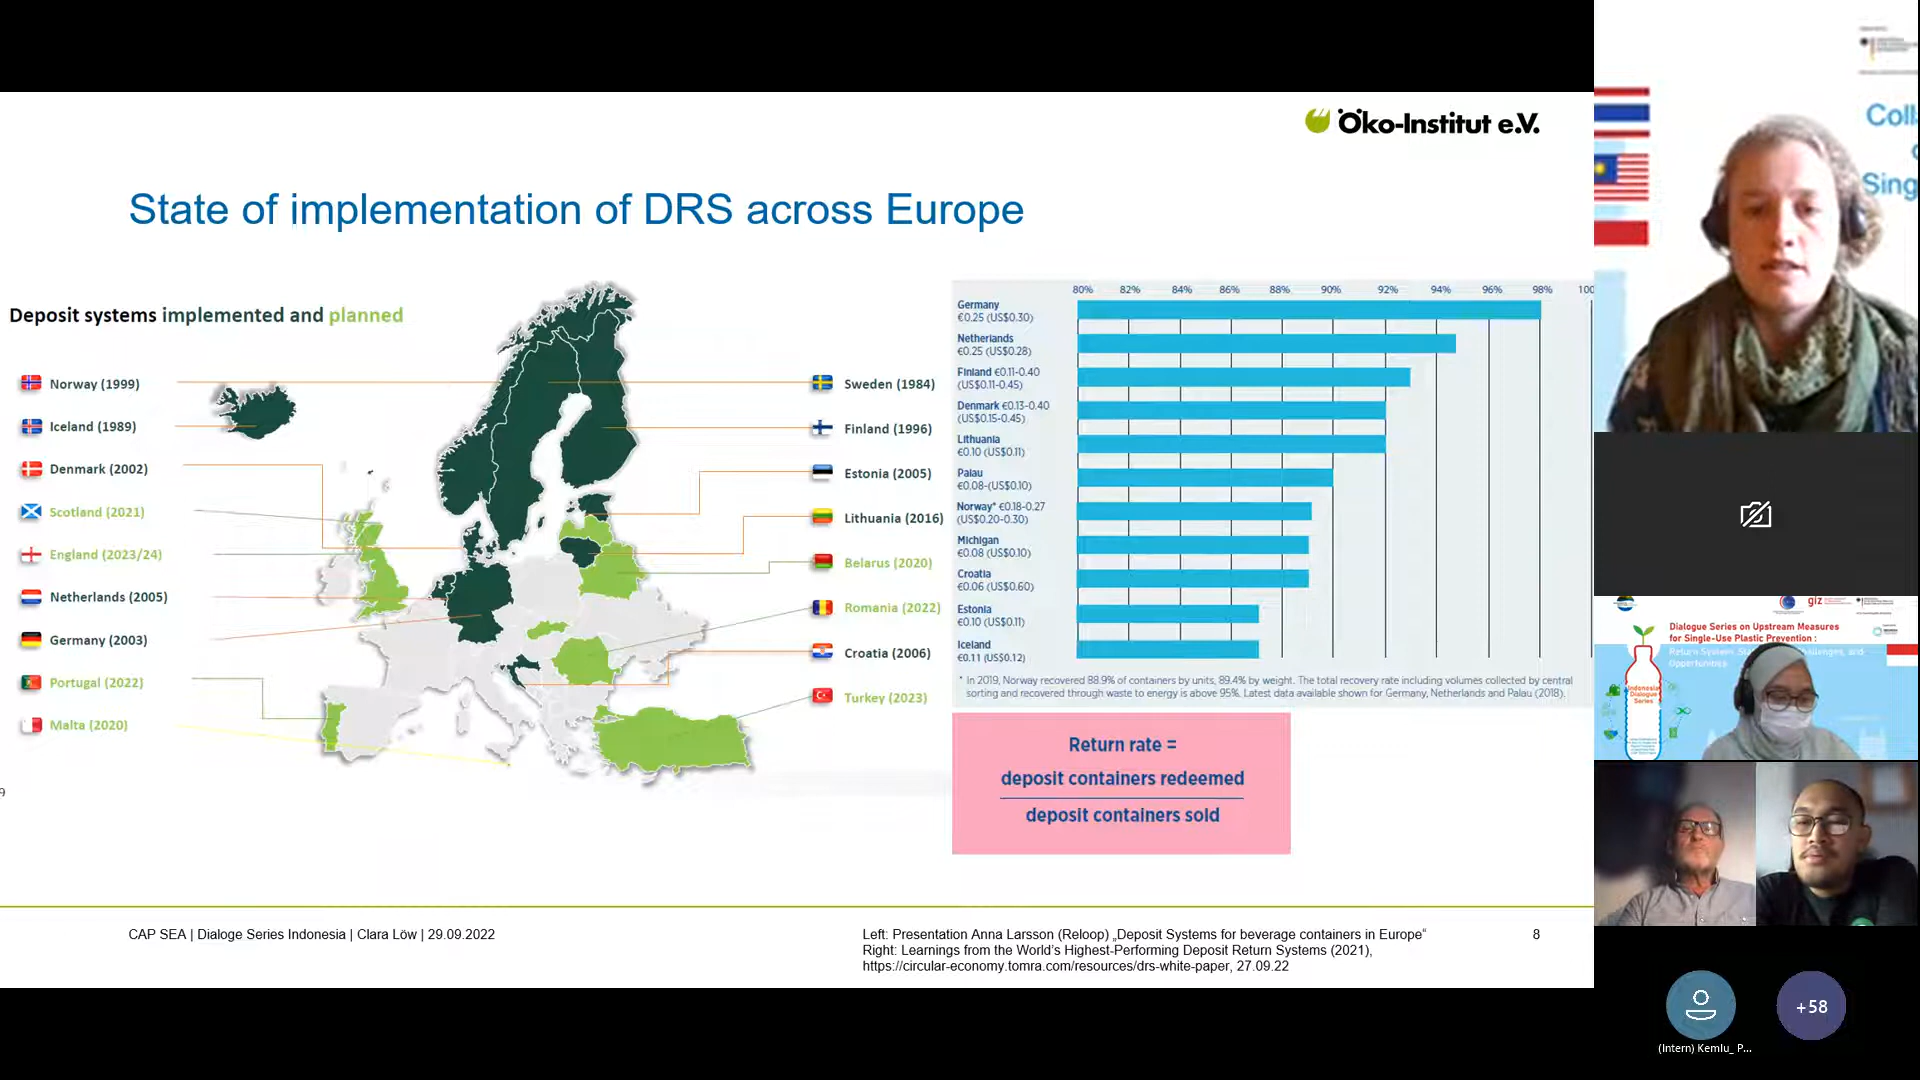 Öko-Institut e.V.
State of implementation of DRS across Europe
Deposit systems implemented and planned
Norway (1999)
Iceland (1989)
Denmark (2002)
Scotland (2021)
England (2023/24)
Netherlands (2005)
Germany (2003)
Portugal (2022)
Malta (2020)
Sweden (1984)
Finland (1996)
Estonia (2005)
Lithuania (2016)
Belarus (2020)
Romania (2022)
Croatia (2006)
Turkey (2023)
9
80% 82% 84% 86% 88% 90% 92% 94% 96% 98% 100
Germany
€0.25 (US$0.30)
Netherlands
€0.25 (US$0.28)
Finland €0.11-0.40
(US$0.11-0.45)
Denmark €0.13-0.40
(US$0.15-0.45)
Lithuania
€0.10 (US$0.11)
Palau
€0.08-(US$0.10)
Norway* €0.18-0.27
(US$0.20-0.30)
Michigan
€0.08 (US$0.10)
Croatia
€0.06 (US$0.60)
Estonia
€0.10 (US$0.11)
Iceland
€0.11 (US$0.12)
* In 2019, Norway recovered 88.9% of containers by units, 89.4% by weight. The total recovery rate including volumes collected by central
sorting and recovered through waste to energy is above 95%. Latest data available shown for Germany, Netherlands and Palau (2018).
Return rate =
deposit containers redeemed
deposit containers sold
CAP SEA | Dialoge Series Indonesia | Clara Löw | 29.09.2022
Left: Presentation Anna Larsson (Reloop) „Deposit Systems for beverage containers in Europe“
Right: Learnings from the World's Highest-Performing Deposit Return Systems (2021),
https://circular-economy.tomra.com/resources/drs-white-paper, 27.09.22
8
Coll
Sing
giz
Dialogue Series on Upstream Measures
for Single-Use Plastic Prevention :
Return System: Challenges, and
Opportunities
Indonesia
Dialogue
Series
+58
(Intern) Kemlu_ P...